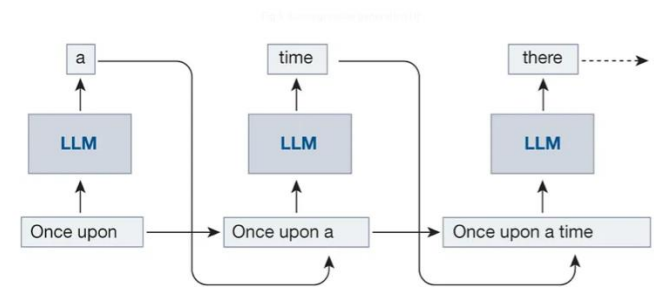 a
time
there
LLM
LLM
LLM
Once upon
Once upon a
Once upon a time